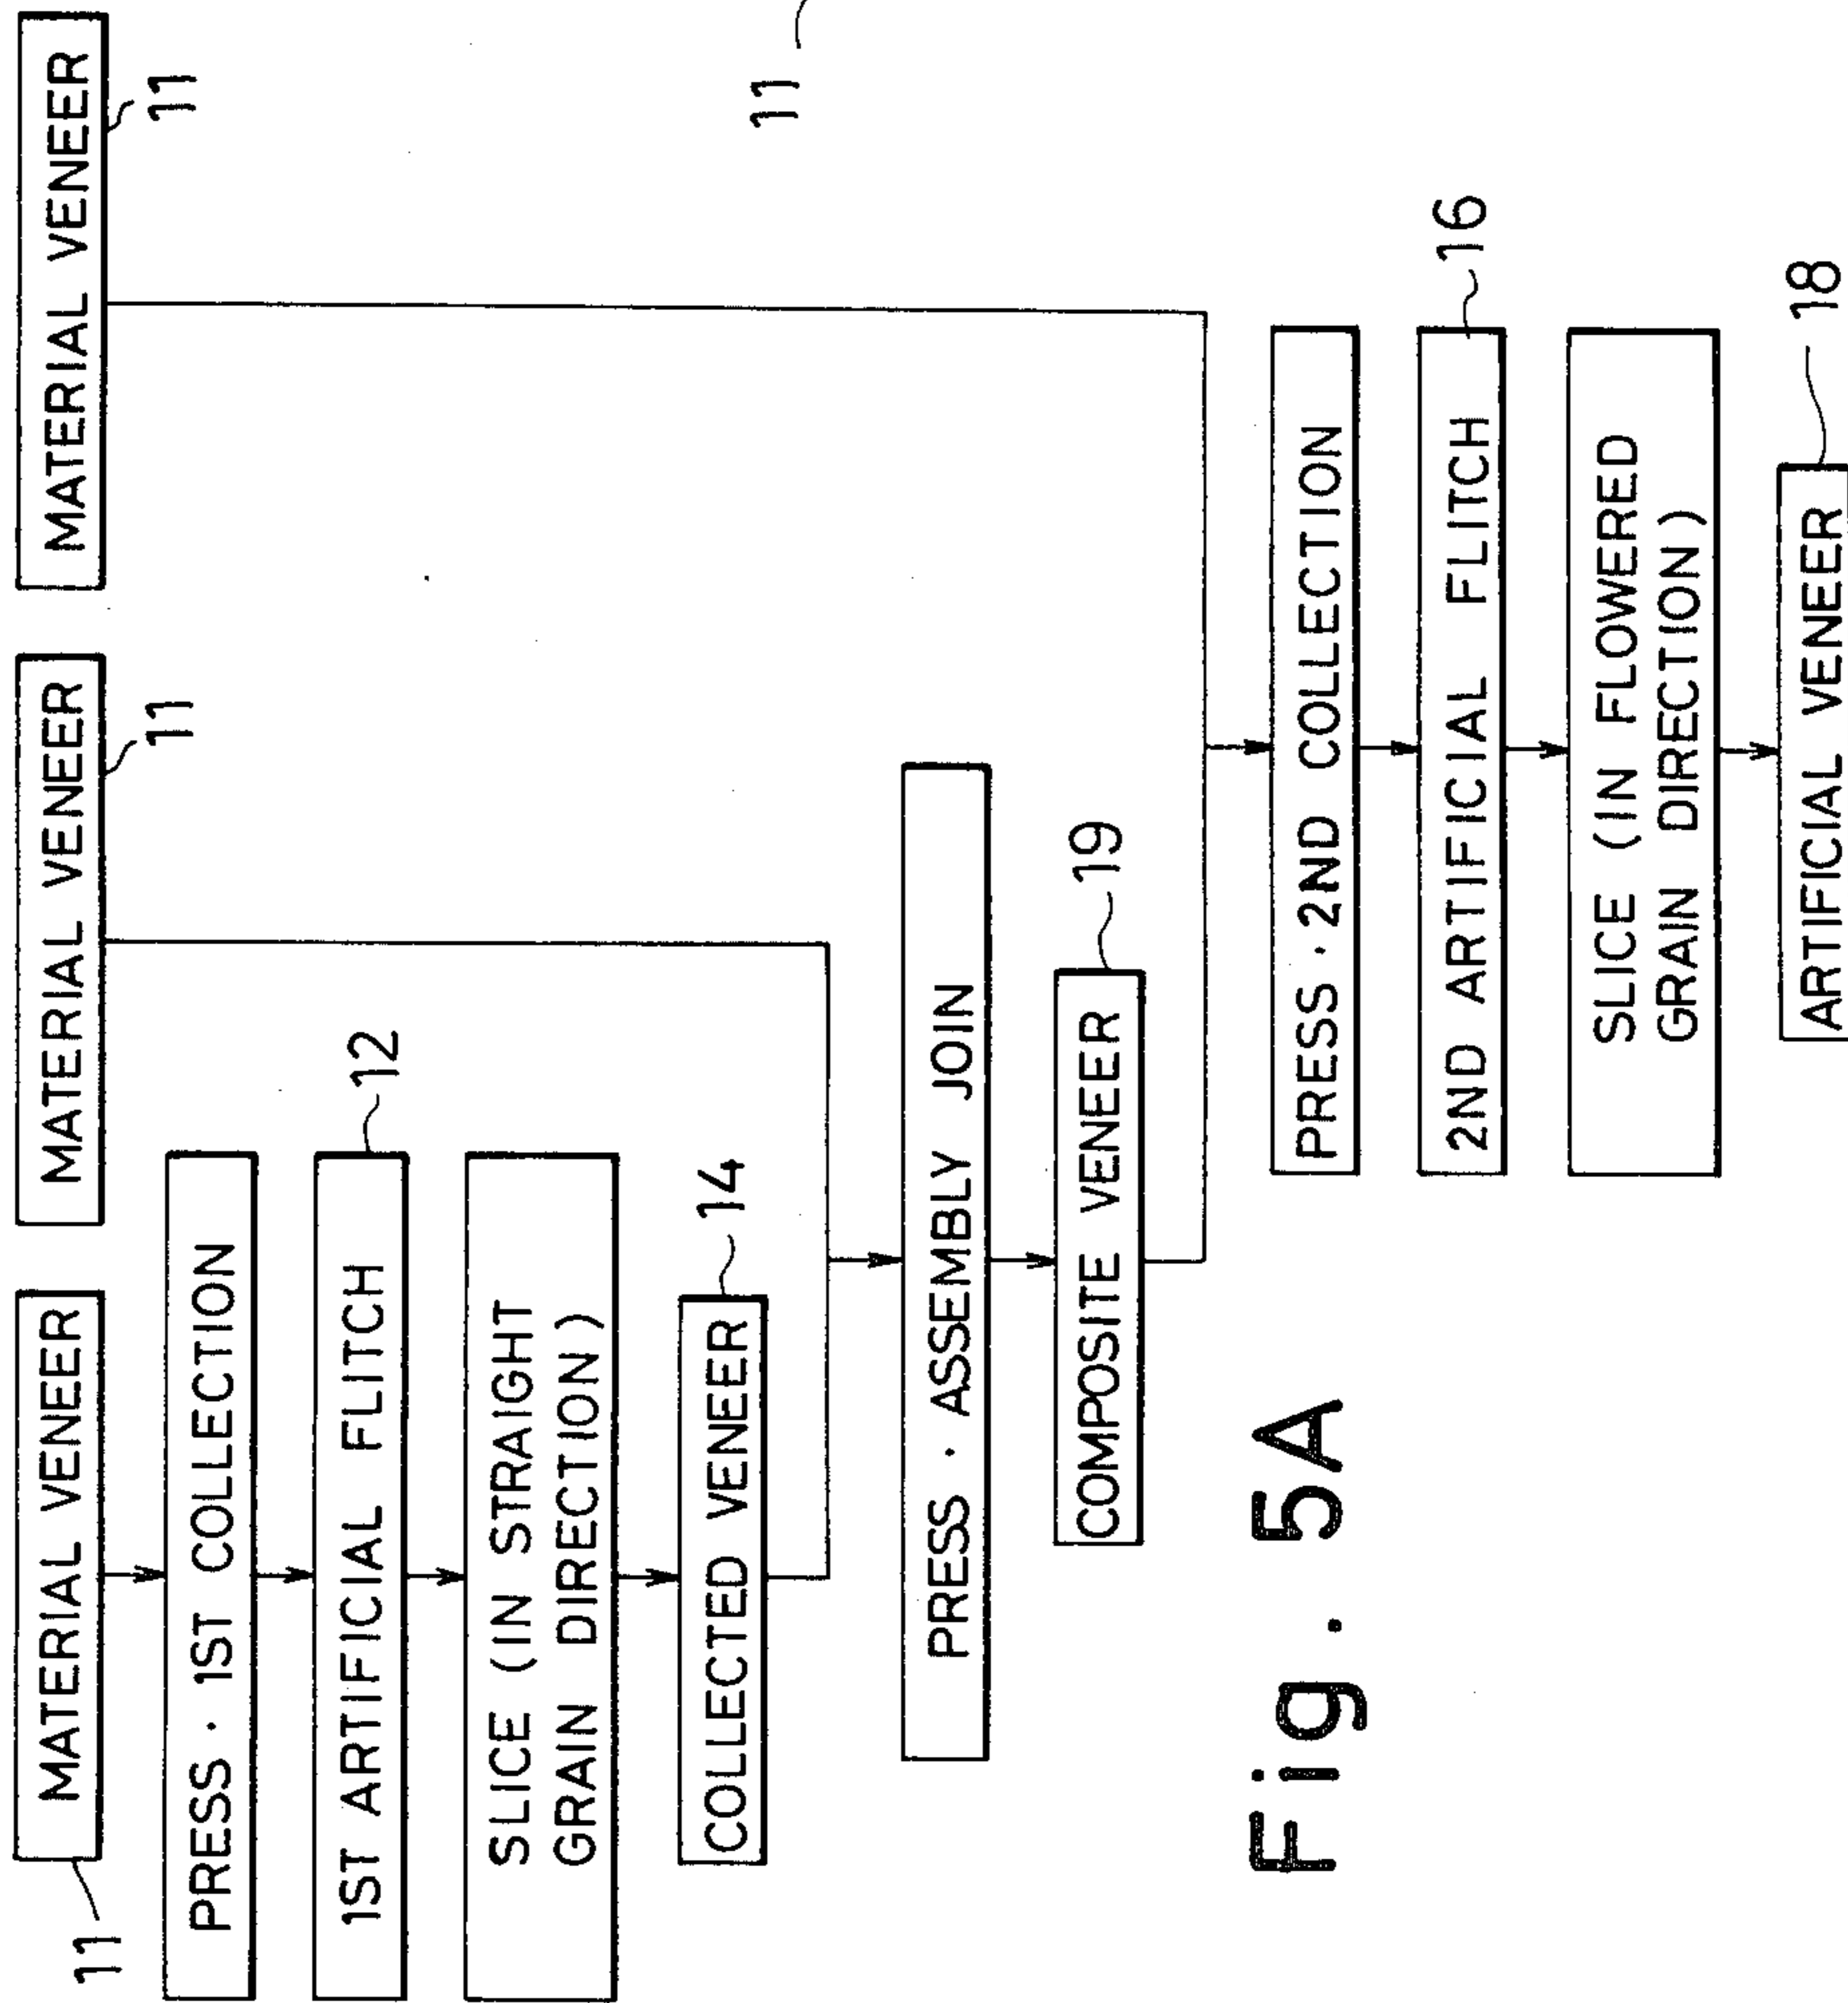 11
MATERIAL VENEER
PRESS · 1ST COLLECTION
1ST ARTIFICIAL FLITCH
12
SLICE (IN STRAIGHT
GRAIN DIRECTION)
COLLECTED VENEER
14
MATERIAL VENEER
11
PRESS · ASSEMBLY JOIN
COMPOSITE VENEER
19
MATERIAL VENEER
11
PRESS · 2ND COLLECTION
2ND ARTIFICIAL FLITCH
16
SLICE (IN FLOWERED
GRAIN DIRECTION)
ARTIFICIAL VENEER
18
11
Fig. 5A